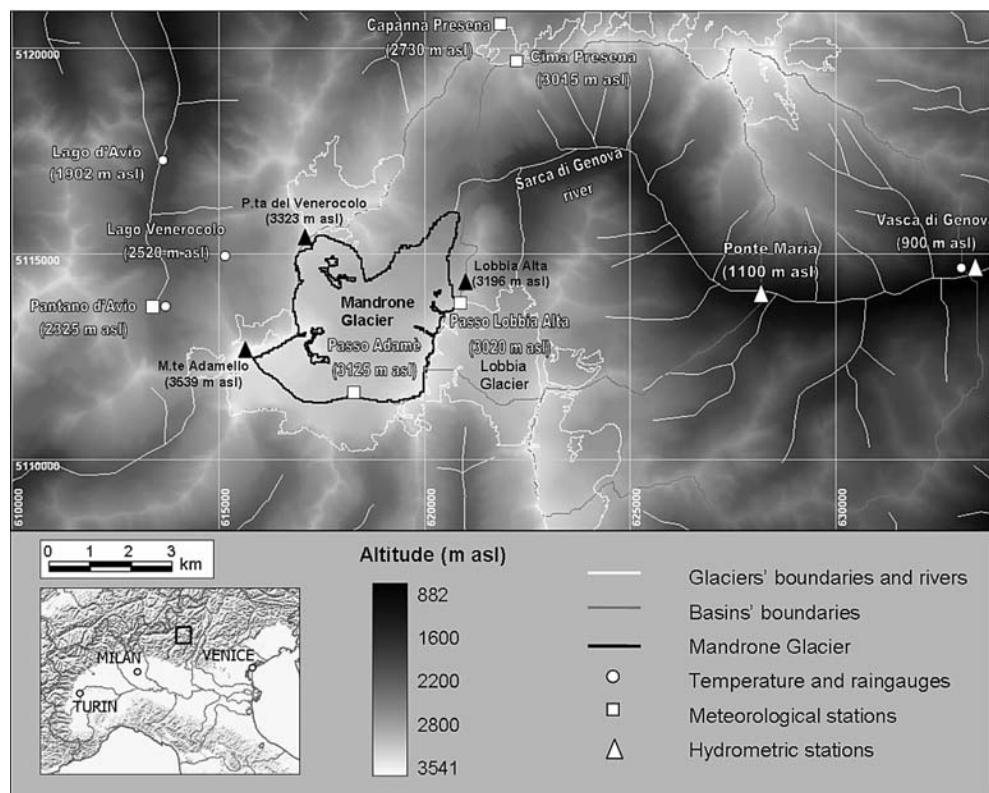 5120000
Capanna Presena
(2730 m asl)
Cima Presena
(3015 m asl)
Lago d'Avio
(1902 m asl)
Sarca di Genova
river
P.ta del Venerocolo
(3323 m asl)
Lago Venerocolo
(2520 m asl)
5115000
Vasca di Genova
(900 m asl)
Ponte Maria
(1100 m asl)
Lobbia Alta
(3196 m asl)
Pantano d'Avio
(2325 m asl)
Mandrone
Glacier
Passo Lobbia Alta
(3020 m asl)
Passo Adamè
(3125 m asl)
M.te Adamello
(3539 m asl)
Lobbia
Glacier
5110000
610000
615000
620000
625000
630000
0 1 2 3
km
Altitude (m asl)
882
1600
2200
2800
3541
Glaciers' boundaries and rivers
Basins' boundaries
Mandrone Glacier
Temperature and raingauges
Meteorological stations
Hydrometric stations
MILAN
VENICE
TURIN